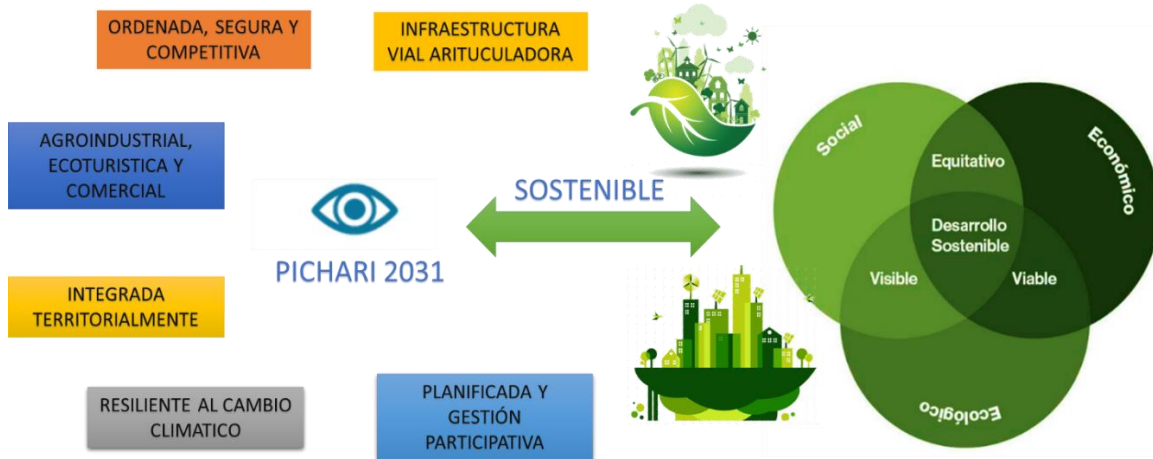 ORDENADA, SEGURA Y
COMPETITIVA
INFRAESTRUCTURA
VIAL ARITUCULADORA
AGROINDUSTRIAL,
ECOTURISTICA Y
COMERCIAL
PICHARI 2031
SOSTENIBLE
INTEGRADA
TERRITORIALMENTE
RESILIENTE AL CAMBIO
CLIMATICO
PLANIFICADA Y
GESTIÓN
PARTICIPATIVA
Social
Económico
Equitativo
Desarrollo
Sostenible
Visible
Viable
Ecológico